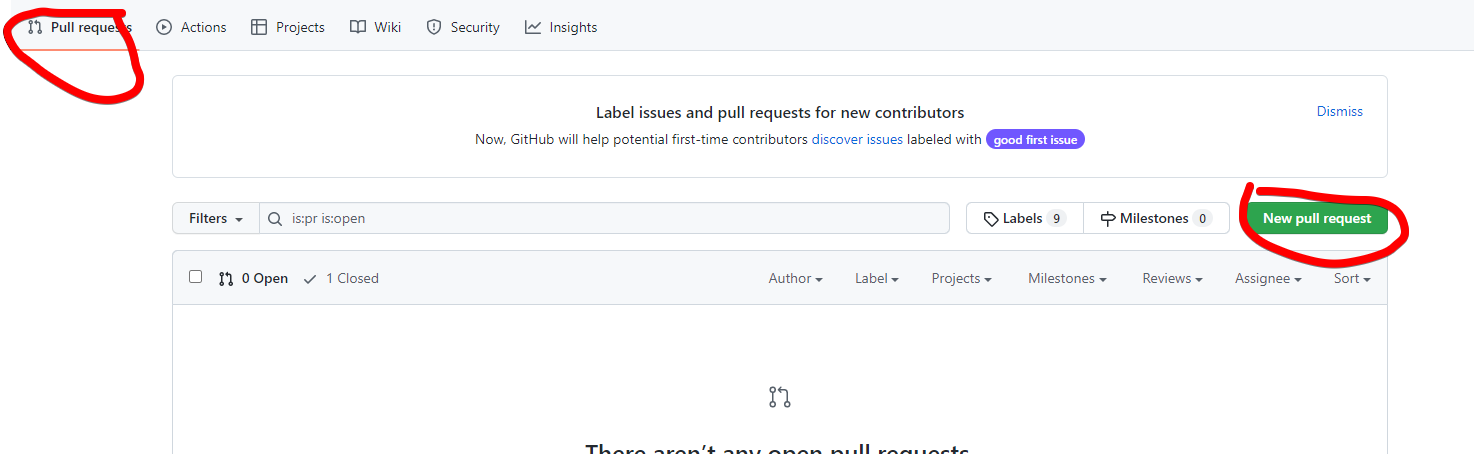 Pull requests Actions Projects Wiki Security Insights
Label issues and pull requests for new contributors
Dismiss
Now, GitHub will help potential first-time contributors discover issues labeled with good first issue
Filters is:pr is:open Labels 9 Milestones 0 New pull request
0 Open 1 Closed Author Label Projects Milestones Reviews Assignee Sort
There aren't any open pull requests